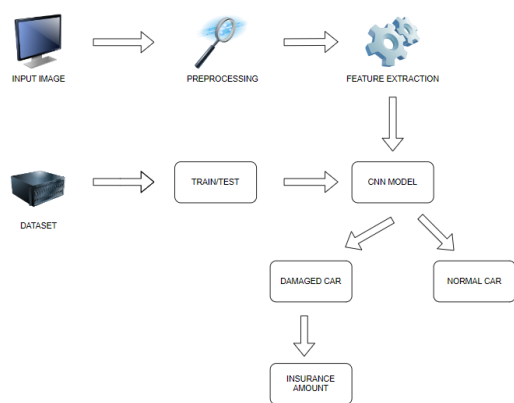 INPUT IMAGE
PREPROCESSING
FEATURE EXTRACTION
DATASET
TRAIN/TEST
CNN MODEL
DAMAGED CAR
NORMAL CAR
INSURANCE
AMOUNT